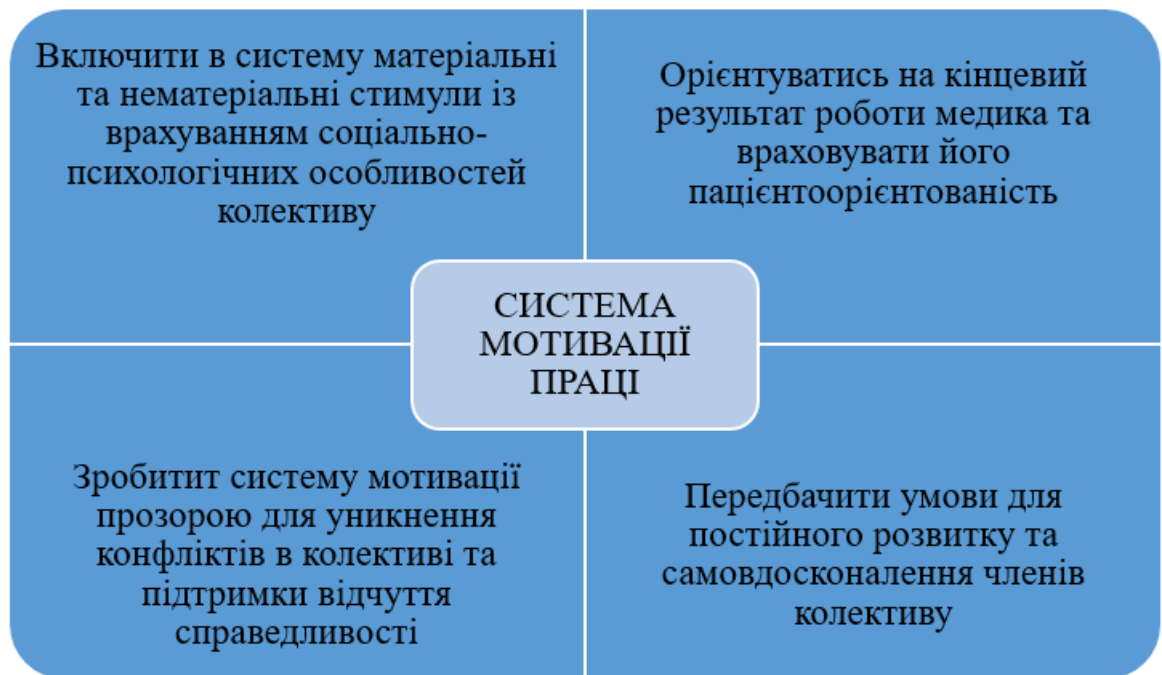 Включити в систему матеріальні
та нематеріальні стимули із
врахуванням соціально-
психологічних особливостей
колективу
Орієнтуватись на кінцевий
результат роботи медика та
враховувати його
пацієнтоорієнтованість
СИСТЕМА
МОТИВАЦІЇ
ПРАЦІ
Зробитит систему мотивації
прозорою для уникнення
конфліктів в колективі та
підтримки відчуття
справедливості
Передбачити умови для
постійного розвитку та
самовдосконалення членів
колективу